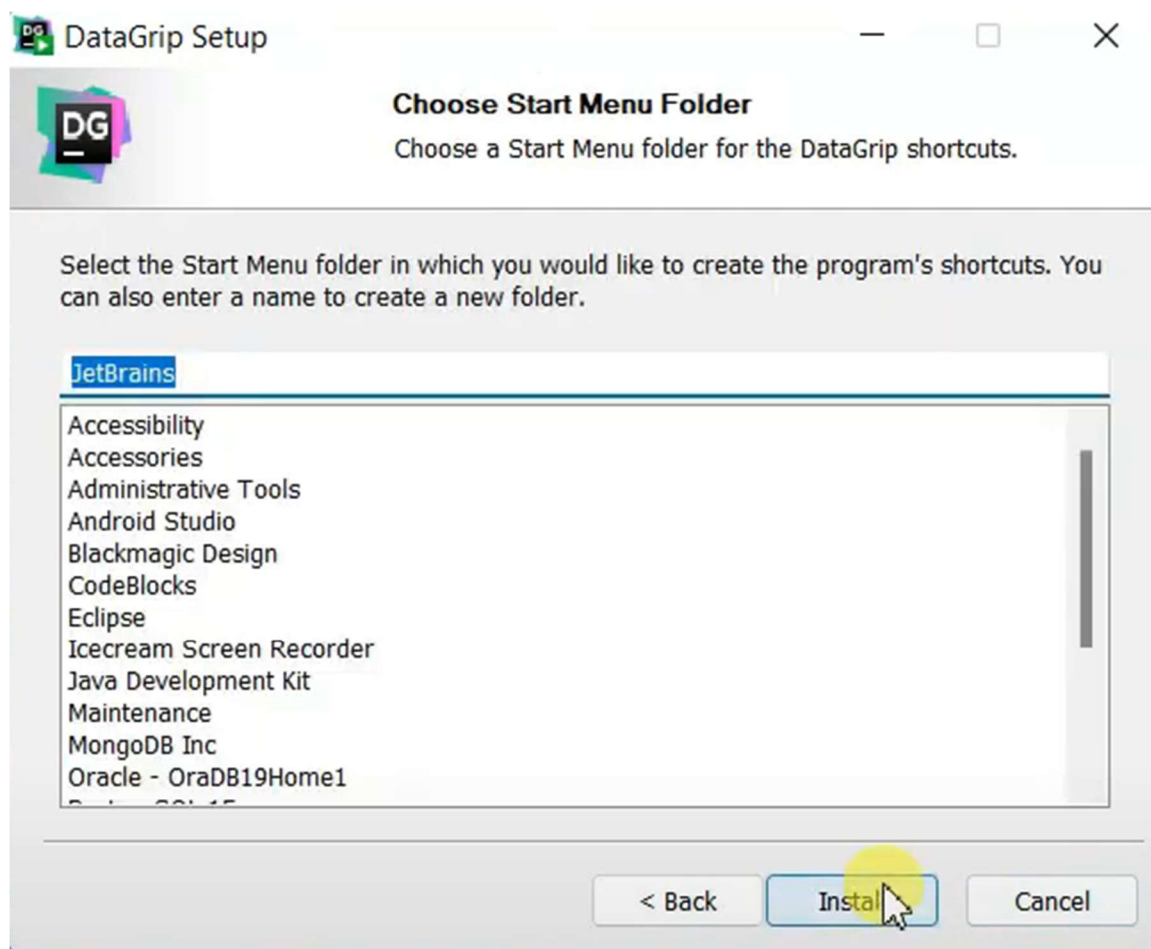 DG DataGrip Setup
DG
Choose Start Menu Folder
Choose a Start Menu folder for the DataGrip shortcuts.
Select the Start Menu folder in which you would like to create the program's shortcuts. You
can also enter a name to create a new folder.
JetBrains
Accessibility
Accessories
Administrative Tools
Android Studio
Blackmagic Design
CodeBlocks
Eclipse
Icecream Screen Recorder
Java Development Kit
Maintenance
MongoDB Inc
Oracle - OraDB19Home1
< Back Install Cancel